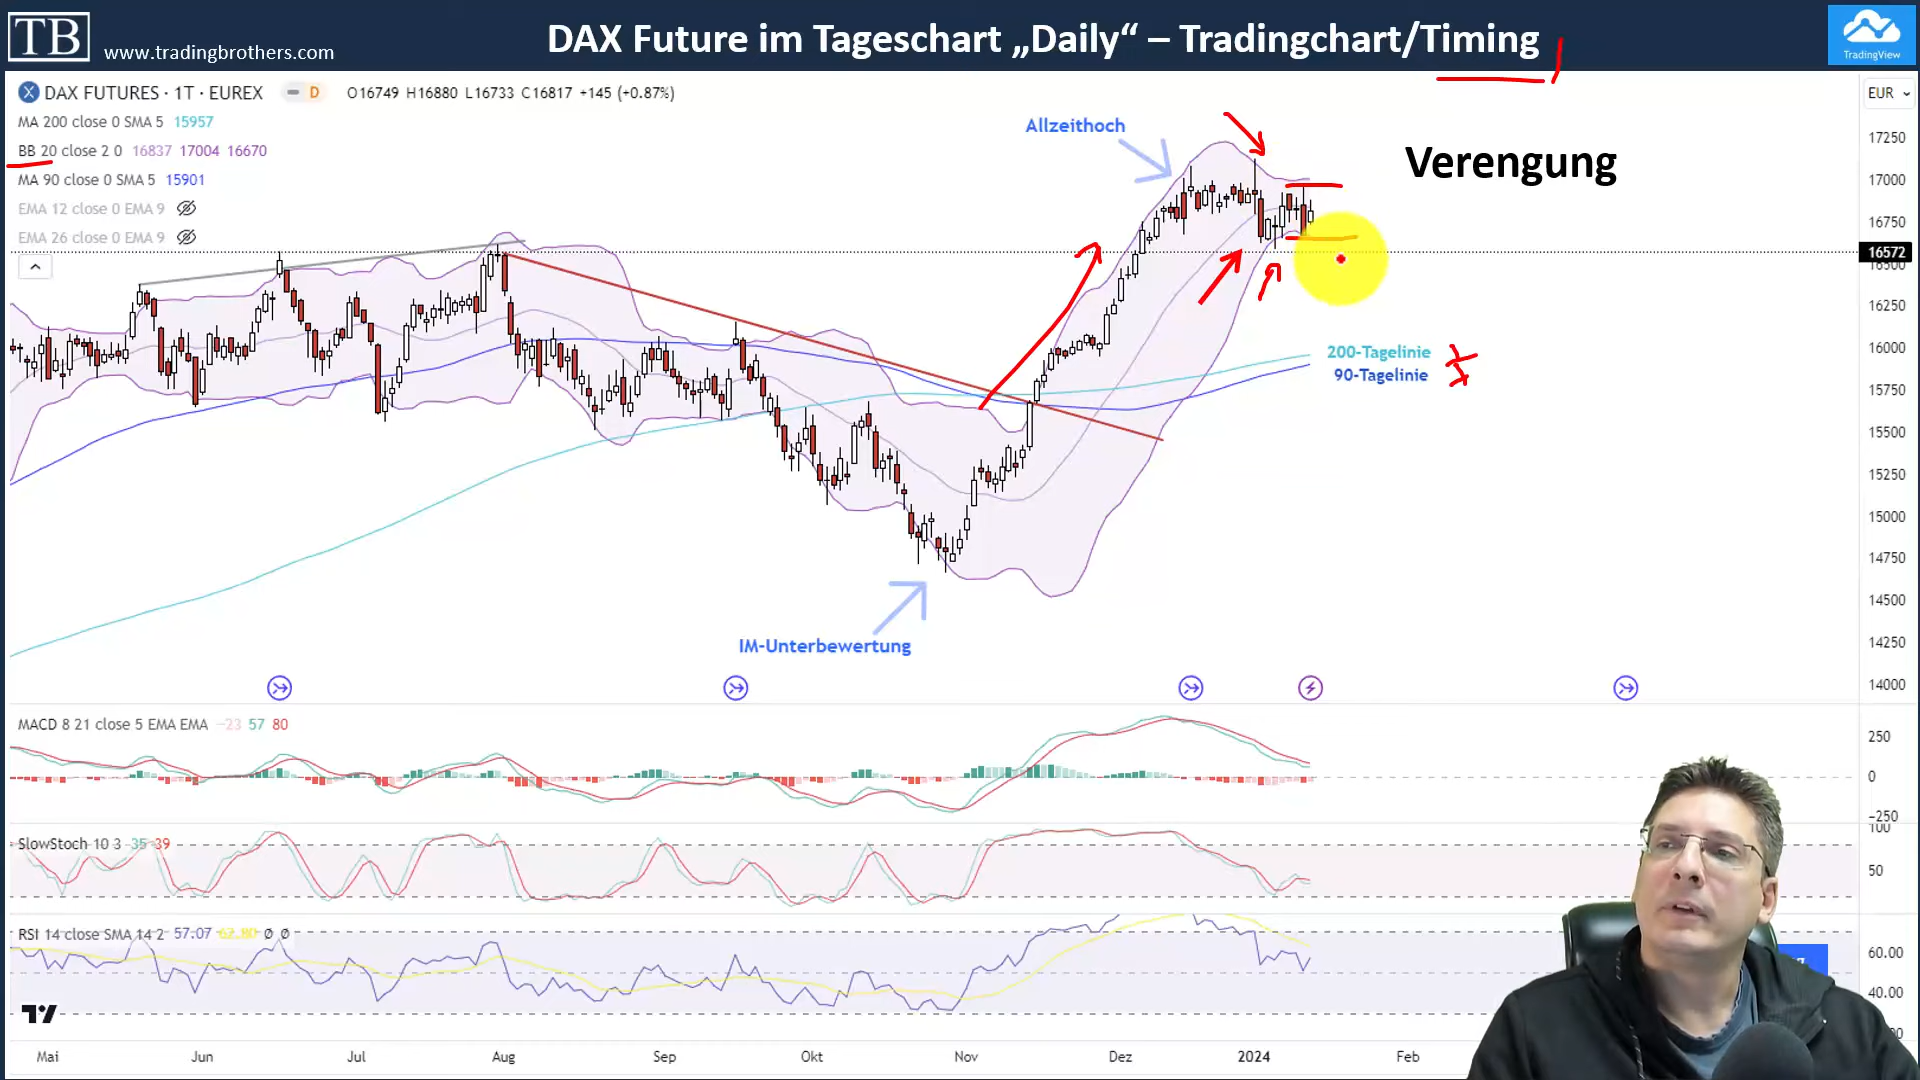 TB
www.tradingbrothers.com
DAX Future im Tageschart „Daily“ – Tradingchart/Timing
TradingView
DAX FUTURES · 1T · EUREX
D
O16749 H16880 L16733 C16817 +145 (+0.87%)
EUR
MA 200 close 0 SMA 5 15957
BB 20 close 2 0 16837 17004 16670
MA 90 close 0 SMA 5 15901
EMA 12 close 0 EMA 9
EMA 26 close 0 EMA 9
Allzeithoch
Verengung
17250
17000
16750
16572
16500
16250
16000
15750
15500
15250
15000
14750
14500
14250
14000
200-Tagelinie
90-Tagelinie
IM-Unterbewertung
MACD 8 21 close 5 EMA EMA −23 57 80
250
0
−250
SlowStoch 10 3 35 39
100
50
RSI 14 close SMA 14 2 57.07 62.80 Ø Ø
60.00
40.00
Mai Jun Jul Aug Sep Okt Nov Dez 2024 Feb